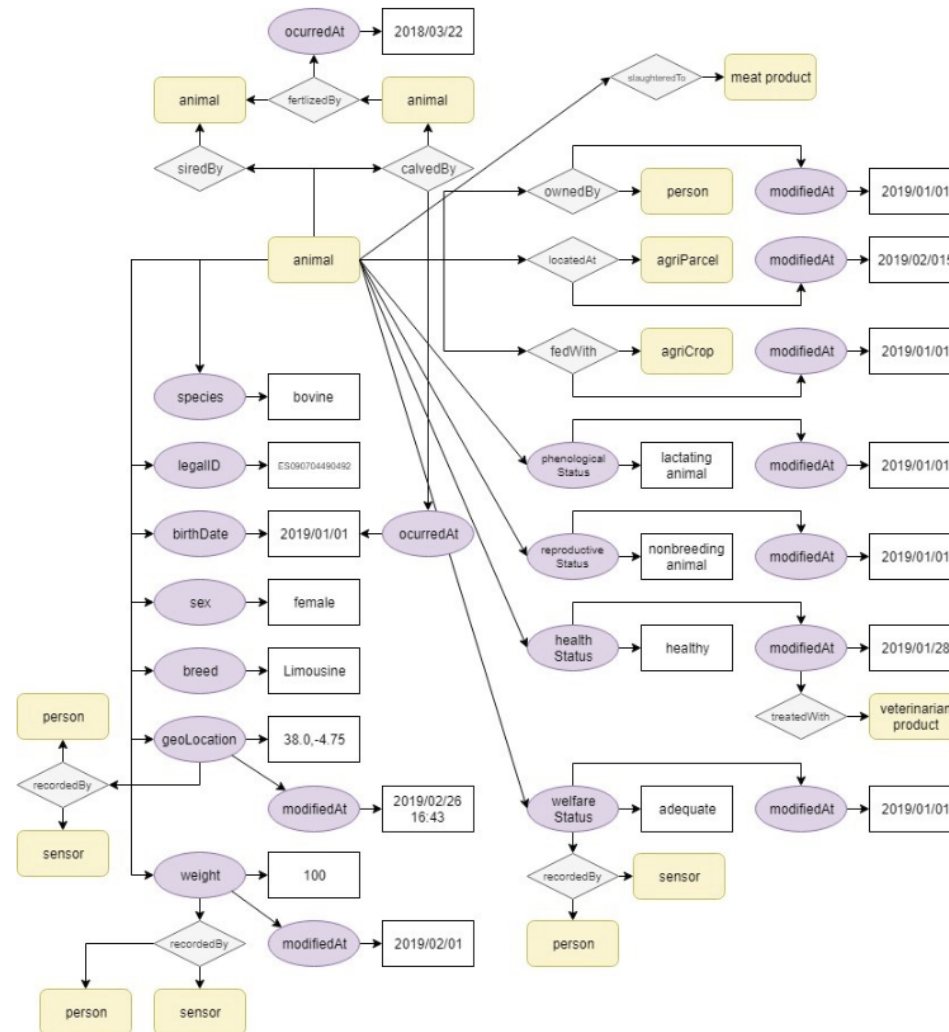 ocurredAt
2018/03/22
animal
fertlizedBy
animal
slaughteredTo
meat product
siredBy
calvedBy
ownedBy
person
modifiedAt
2019/01/01
animal
locatedAt
agriParcel
modifiedAt
2019/02/015
fedWith
agriCrop
modifiedAt
2019/01/01
species
bovine
legalID
ES090704490492
phenological
Status
lactating
animal
modifiedAt
2019/01/01
birthDate
2019/01/01
ocurredAt
reproductive
Status
nonbreeding
animal
modifiedAt
2019/01/01
sex
female
health
Status
healthy
modifiedAt
2019/01/28
breed
Limousine
person
treatedWith
veterinarian
product
geoLocation
38.0,-4.75
recordedBy
modifiedAt
2019/02/26
16:43
welfare
Status
adequate
modifiedAt
2019/01/01
sensor
weight
100
recordedBy
sensor
person
recordedBy
modifiedAt
2019/02/01
person
sensor